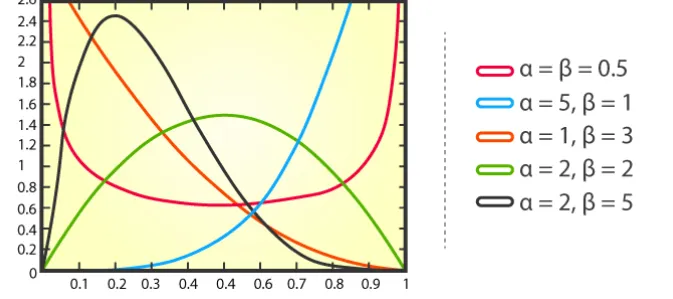 2.6
2.4
2.2
2
1.8
1.6
1.4
1.2
1
0.8
0.6
0.4
0.2
0
0.1 0.2 0.3 0.4 0.4 0.6 0.7 0.8 0.9 1
α = β = 0.5
α = 5, β = 1
α = 1, β = 3
α = 2, β = 2
α = 2, β = 5